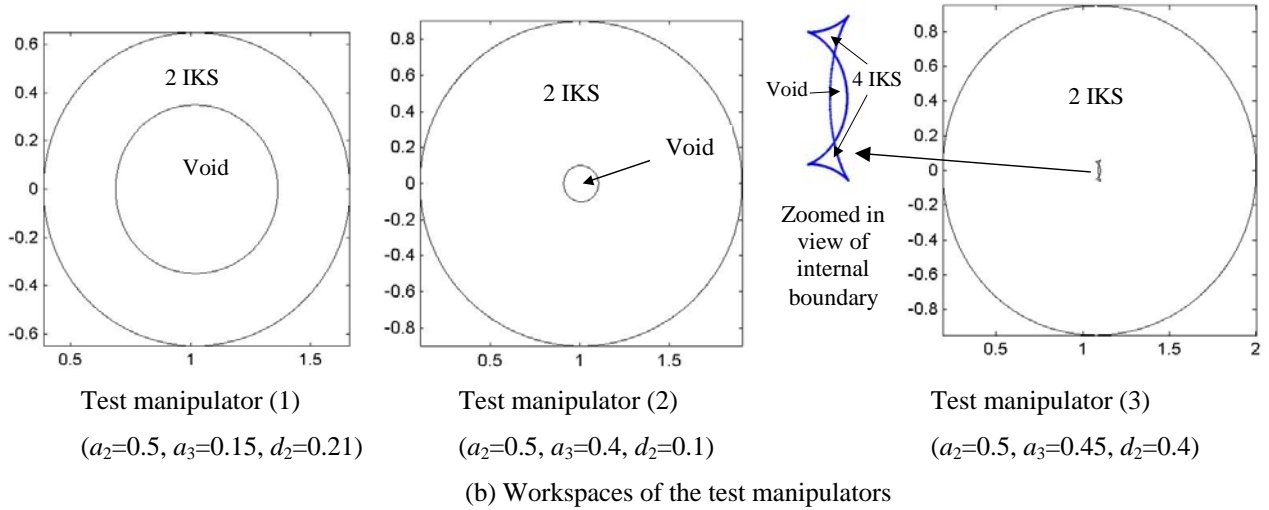 0.6
0.4
0.2
0
-0.2
-0.4
-0.6
0.5
1
1.5
2 IKS
Void
0.8
0.6
0.4
0.2
0
-0.2
-0.4
-0.6
-0.8
0.5
1
1.5
2 IKS
Void
Void
4 IKS
Zoomed in
view of
internal
boundary
0.8
0.6
0.4
0.2
0
-0.2
-0.4
-0.6
-0.8
0.5
1
1.5
2
2 IKS
Test manipulator (1)
(a2=0.5, a3=0.15, d2=0.21)
Test manipulator (2)
(a2=0.5, a3=0.4, d2=0.1)
Test manipulator (3)
(a2=0.5, a3=0.45, d2=0.4)
(b) Workspaces of the test manipulators